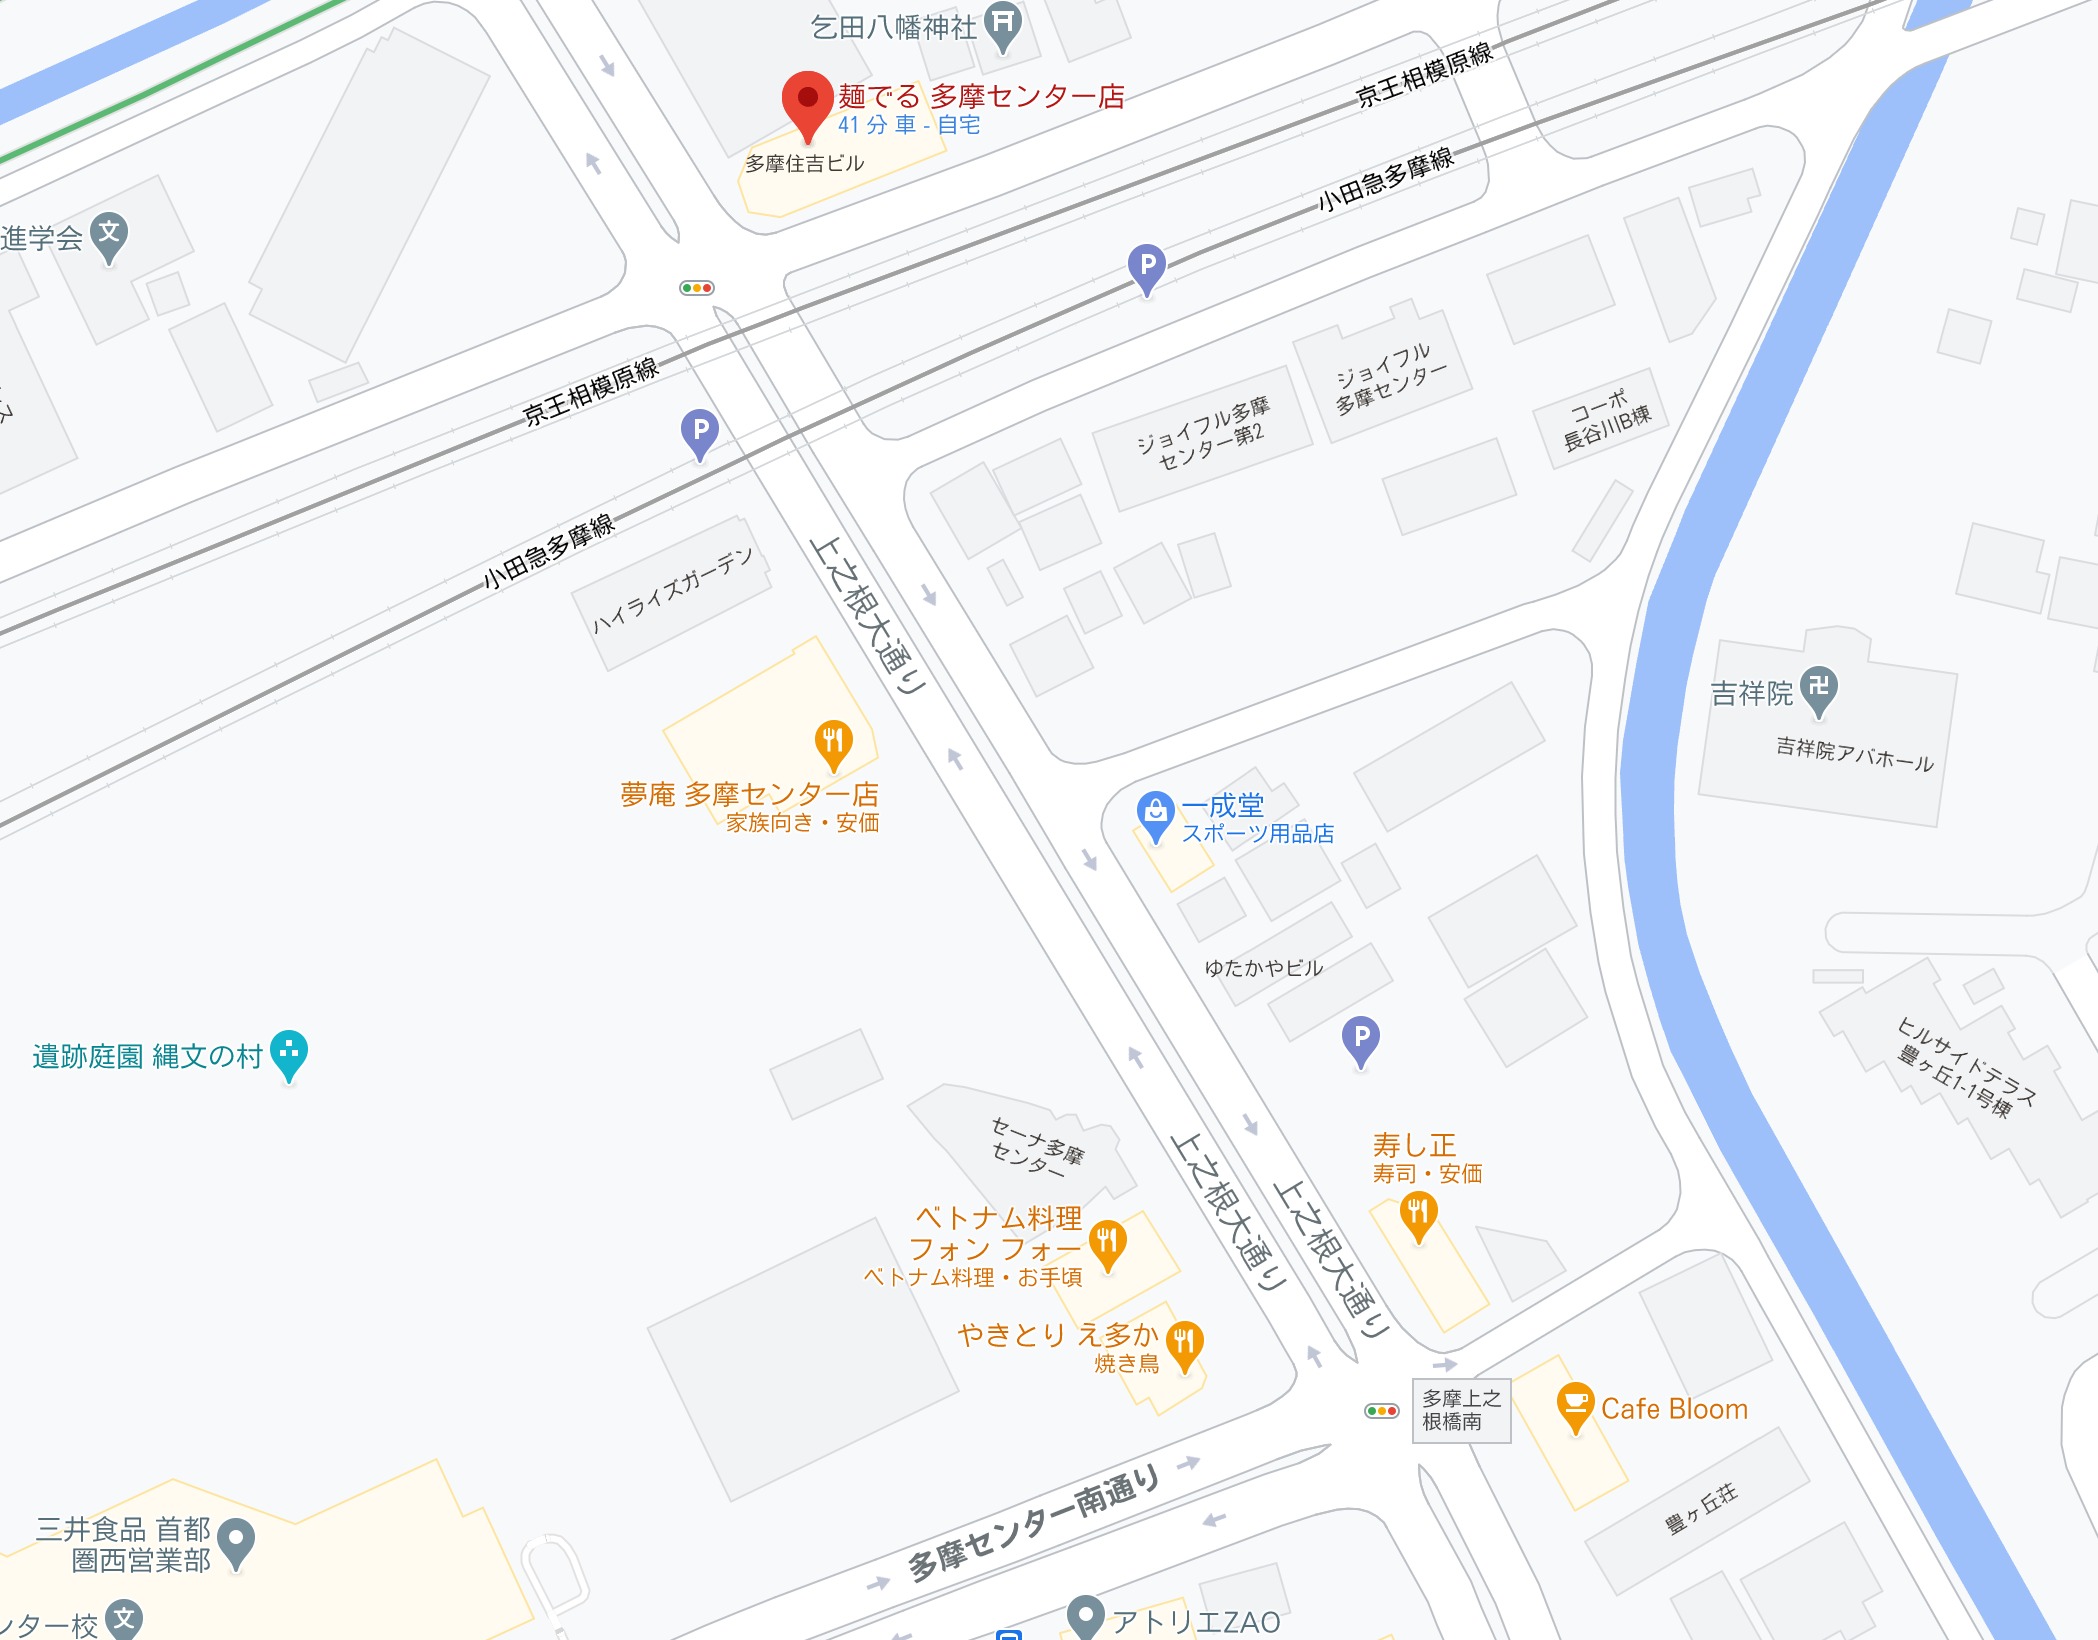 乞田八幡神社
麺でる 多摩センター店
41 分 車 - 自宅
多摩住吉ビル
京王相模原線
小田急多摩線
進学会
P
京王相模原線
P
小田急多摩線
ジョイフル
多摩センター
ジョイフル多摩
センター第2
コーポ
長谷川B棟
ハイライズガーデン
上之根大通り
吉祥院
吉祥院アバホール
夢庵 多摩センター店
家族向き・安価
一成堂
スポーツ用品店
ゆたかやビル
P
遺跡庭園 縄文の村
ヒルサイドテラス
豊ヶ丘1-1号棟
セーナ多摩
センター
寿し正
寿司・安価
上之根大通り
上之根大通り
ベトナム料理
フォン フォー
ベトナム料理・お手頃
やきとり え多か
焼き鳥
多摩上之
根橋南
Cafe Bloom
多摩センター南通り
豊ヶ丘荘
三井食品 首都
圏西営業部
ンター校
アトリエZAO